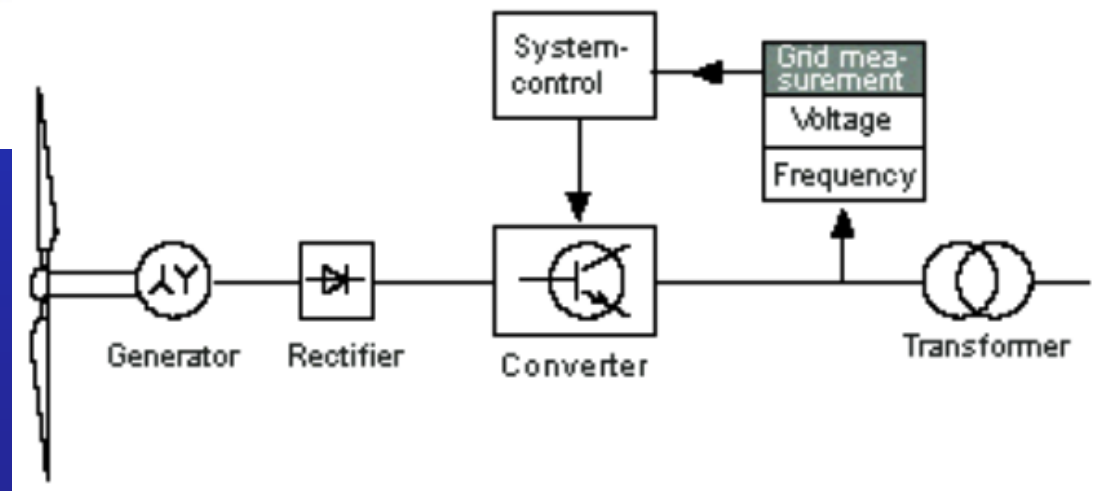 System-
control
Grid mea-
surement
Voltage
Frequency
Generator
Rectifier
Converter
Transformer